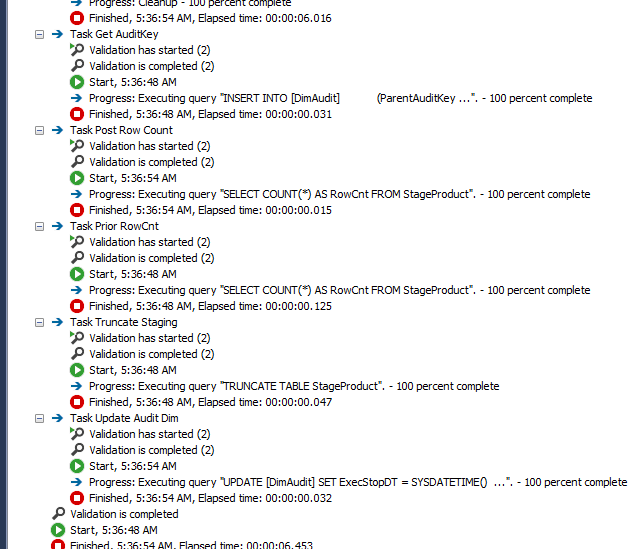 Progress: Cleanup - 100 percent complete
Finished, 5:36:54 AM, Elapsed time: 00:00:06.016
Task Get AuditKey
Validation has started (2)
Validation is completed (2)
Start, 5:36:48 AM
Progress: Executing query "INSERT INTO [DimAudit] (ParentAuditKey ...". - 100 percent complete
Finished, 5:36:48 AM, Elapsed time: 00:00:00.031
Task Post Row Count
Validation has started (2)
Validation is completed (2)
Start, 5:36:54 AM
Progress: Executing query "SELECT COUNT(*) AS RowCnt FROM StageProduct". - 100 percent complete
Finished, 5:36:54 AM, Elapsed time: 00:00:00.015
Task Prior RowCnt
Validation has started (2)
Validation is completed (2)
Start, 5:36:48 AM
Progress: Executing query "SELECT COUNT(*) AS RowCnt FROM StageProduct". - 100 percent complete
Finished, 5:36:48 AM, Elapsed time: 00:00:00.125
Task Truncate Staging
Validation has started (2)
Validation is completed (2)
Start, 5:36:48 AM
Progress: Executing query "TRUNCATE TABLE StageProduct". - 100 percent complete
Finished, 5:36:48 AM, Elapsed time: 00:00:00.047
Task Update Audit Dim
Validation has started (2)
Validation is completed (2)
Start, 5:36:54 AM
Progress: Executing query "UPDATE [DimAudit] SET ExecStopDT = SYSDATETIME() ...". - 100 percent complete
Finished, 5:36:54 AM, Elapsed time: 00:00:00.032
Validation is completed
Start, 5:36:48 AM
Finished, 5:36:54 AM, Elapsed time: 00:00:06.453